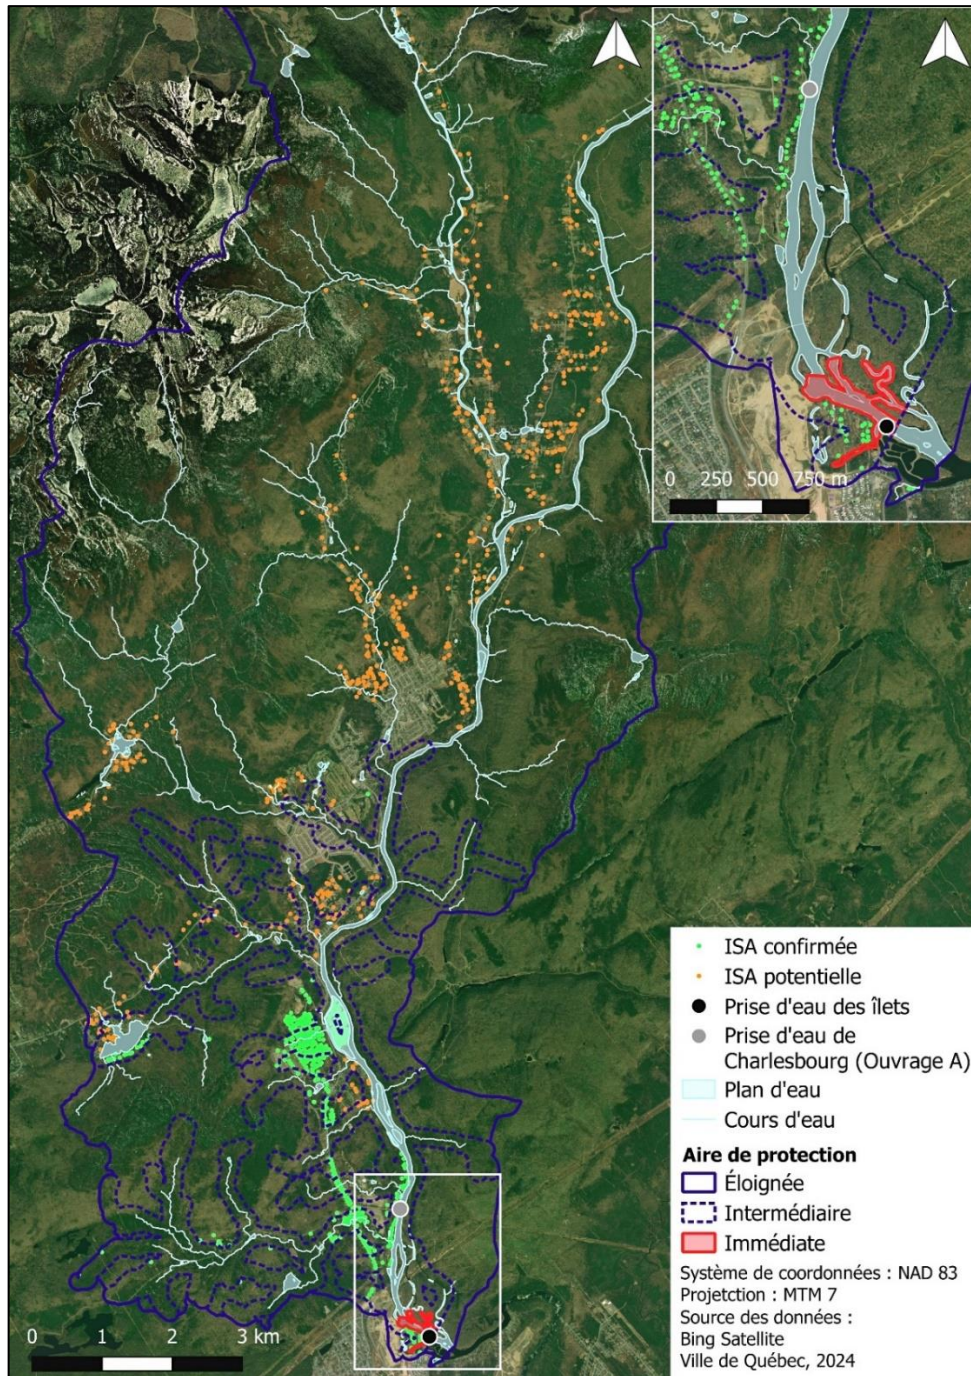 0 250 500 750 m
ISA confirmée
ISA potentielle
Prise d'eau des îlets
Prise d'eau de
Charlesbourg (Ouvrage A)
Plan d'eau
Cours d'eau
Aire de protection
Éloignée
Intermédiaire
Immédiate
Système de coordonnées : NAD 83
Projetction : MTM 7
Source des données :
Bing Satellite
Ville de Québec, 2024
0 1 2 3 km